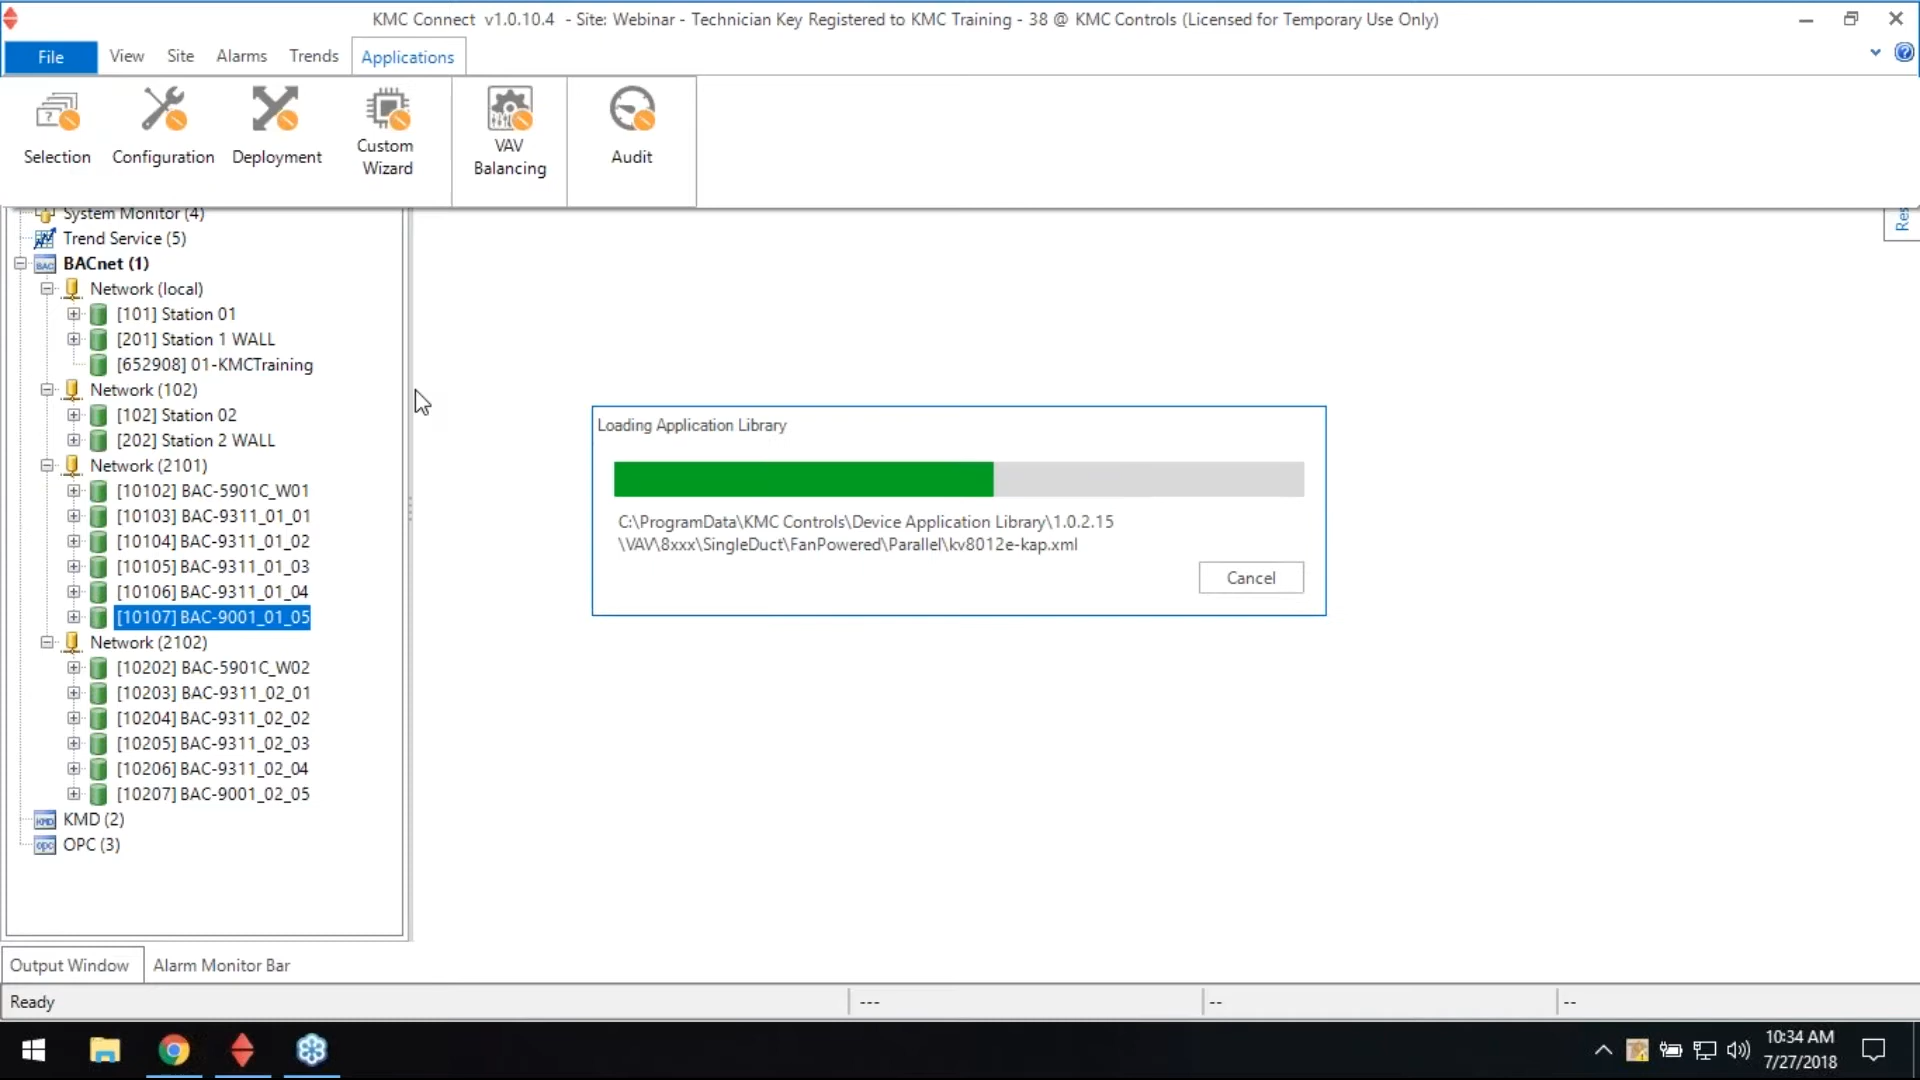 KMC Connect v1.0.10.4 - Site: Webinar - Technician Key Registered to KMC Training - 38 @ KMC Controls (Licensed for Temporary Use Only)
File View Site Alarms Trends Applications
Selection
Configuration
Deployment
Custom
Wizard
VAV
Balancing
Audit
Res
System Monitor (4)
Trend Service (5)
BACnet (1)
Network (local)
[101] Station 01
[201] Station 1 WALL
[652908] 01-KMCTraining
Network (102)
[102] Station 02
[202] Station 2 WALL
Network (2101)
[10102] BAC-5901C_W01
[10103] BAC-9311_01_01
[10104] BAC-9311_01_02
[10105] BAC-9311_01_03
[10106] BAC-9311_01_04
[10107] BAC-9001_01_05
Network (2102)
[10202] BAC-5901C_W02
[10203] BAC-9311_02_01
[10204] BAC-9311_02_02
[10205] BAC-9311_02_03
[10206] BAC-9311_02_04
[10207] BAC-9001_02_05
KMD (2)
OPC (3)
Loading Application Library
C:\ProgramData\KMC Controls\Device Application Library\1.0.2.15
\VAV\8xxx\SingleDuct\FanPowered\Parallel\kv8012e-kap.xml
Cancel
Output Window Alarm Monitor Bar
Ready --- -- --
10:34 AM
7/27/2018